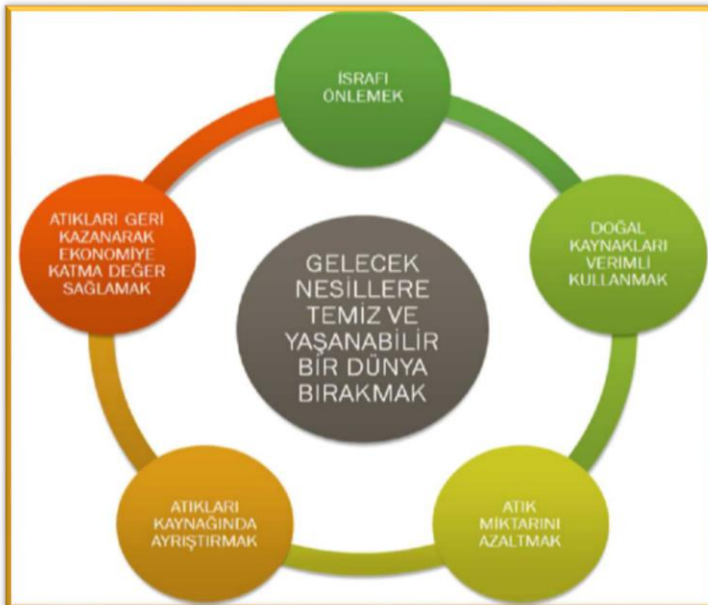 İSRAFI
ÖNLEMEK
DOĞAL
KAYNAKLARI
VERİMLİ
KULLANMAK
ATIK
MİKTARINI
AZALTMAK
ATIKLARI
KAYNAĞINDA
AYRIŞTIRMAK
ATIKLARI GERİ
KAZANARAK
EKONOMİYE
KATMA DEĞER
SAĞLAMAK
GELECEK
NESİLLERE
TEMİZ VE
YAŞANABİLİR
BİR DÜNYA
BIRAKMAK